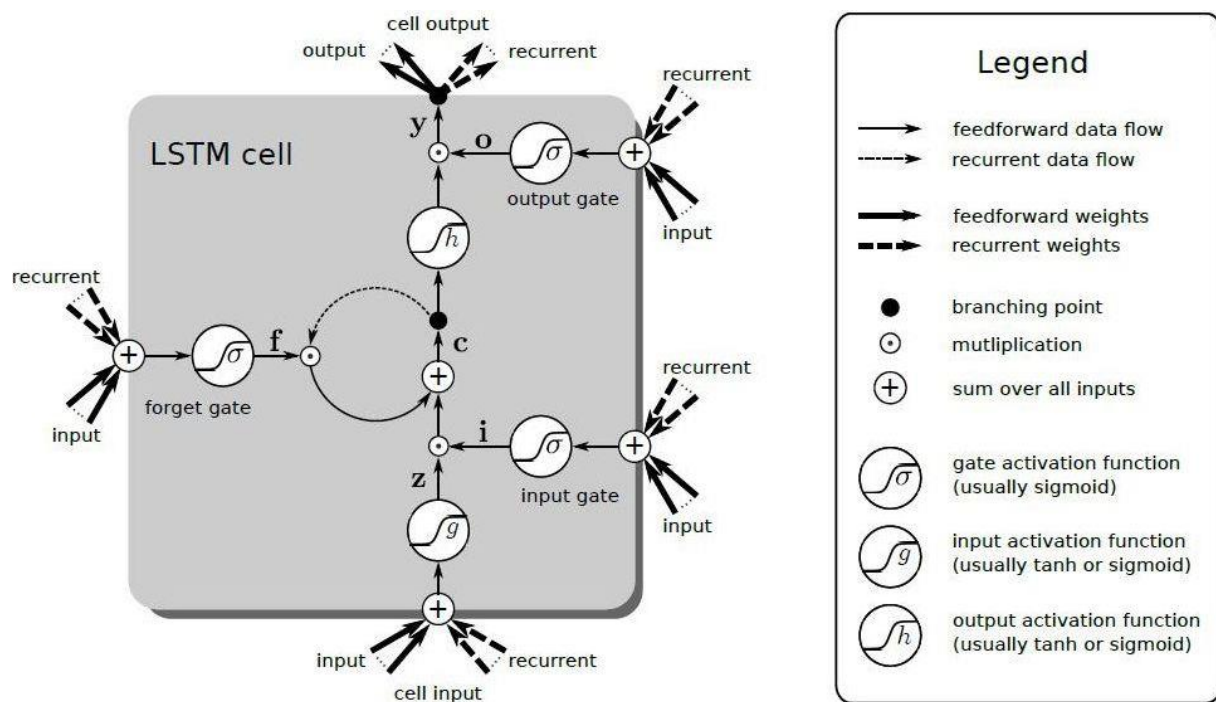 cell output
output
recurrent
recurrent
LSTM cell
y
o
σ
output gate
input
h
recurrent
f
c
σ
forget gate
input
recurrent
i
σ
input gate
z
input
g
input
recurrent
cell input
Legend
feedforward data flow
recurrent data flow
feedforward weights
recurrent weights
branching point
mutliplication
sum over all inputs
σ
gate activation function
(usually sigmoid)
g
input activation function
(usually tanh or sigmoid)
h
output activation function
(usually tanh or sigmoid)